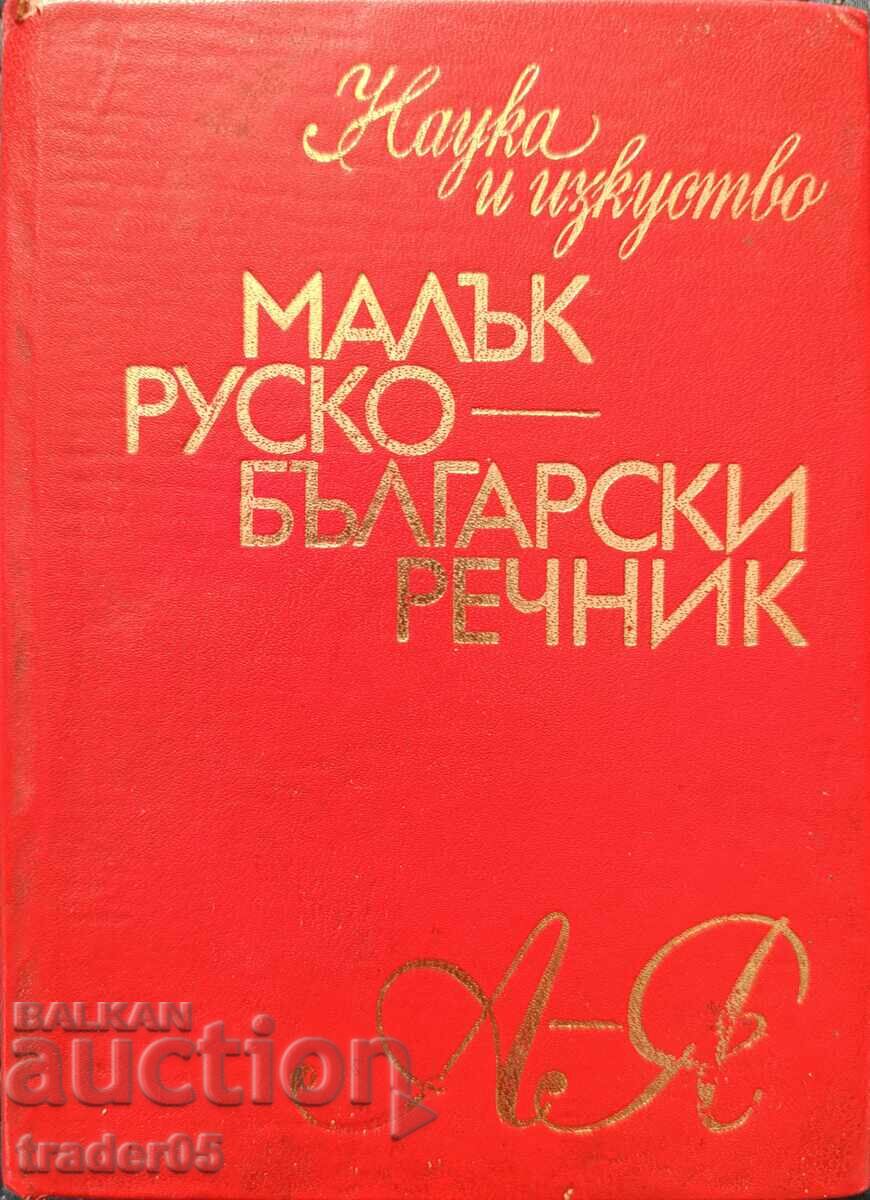 Наука
и изкуство
МАЛЪК
РУСКО—
БЪЛГАРСКИ
РЕЧНИК
А-Я
BALKAN
auction
trader05